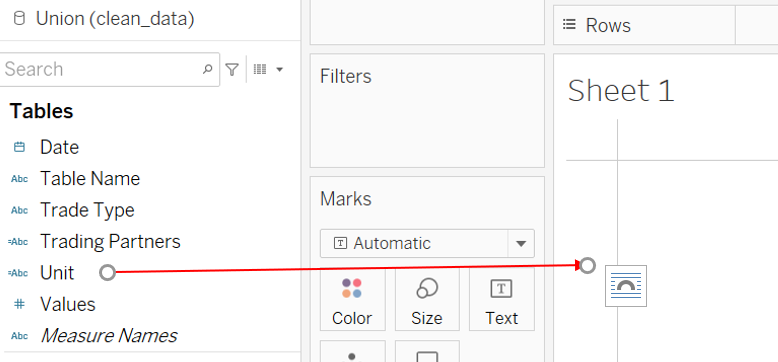 Union (clean_data)
Search
Tables
Date
Abc Table Name
Abc Trade Type
=Abc Trading Partners
=Abc Unit
# Values
Abc Measure Names
Filters
Marks
T Automatic
Color
Size
T
Text
Rows
Sheet 1